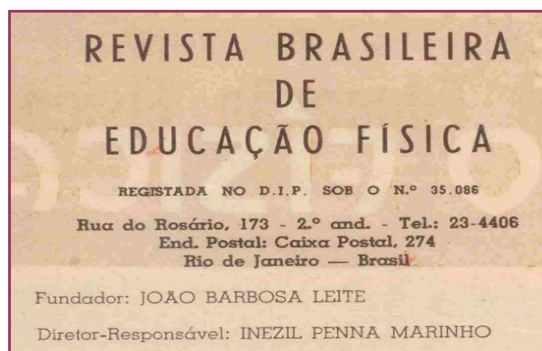 REVISTA BRASILEIRA
DE
EDUCAÇÃO FÍSICA
REGISTADA NO D.I.P. SOB O N.º 35.086
Rua do Rosário, 173 - 2.º and. - Tel.: 23-4406
End. Postal: Caixa Postal, 274
Rio de Janeiro — Brasil
Fundador: JOÃO BARBOSA LEITE
Diretor-Responsável: INEZIL PENNA MARINHO